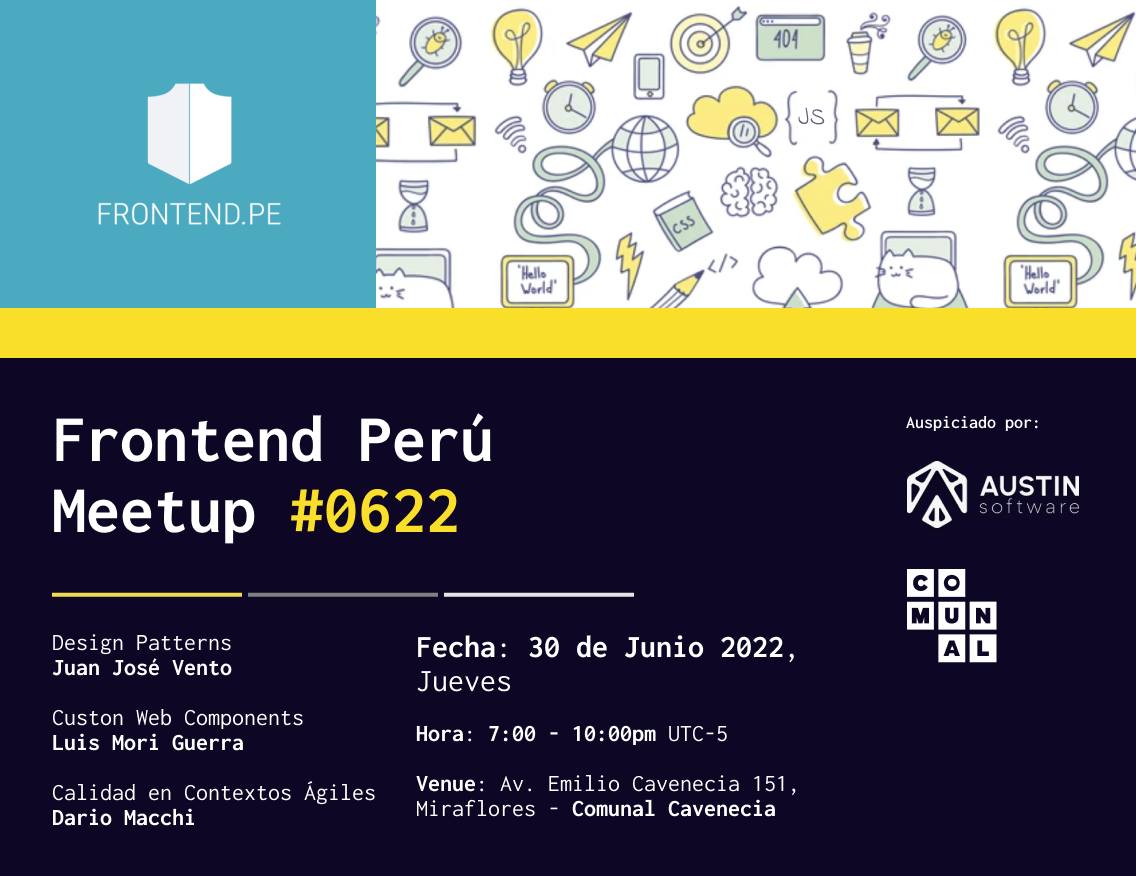 404
JS
CSS
'Hello
World'
'Hello
World'
FRONTEND.PE
</>
Frontend Perú
Meetup #0622
Design Patterns
Juan José Vento
Custon Web Components
Luis Mori Guerra
Calidad en Contextos Ágiles
Dario Macchi
Fecha: 30 de Junio 2022,
Jueves
Hora: 7:00 - 10:00pm UTC-5
Venue: Av. Emilio Cavenecia 151,
Miraflores - Comunal Cavenecia
Auspiciado por:
AUSTIN
software
CO
MUN
AL